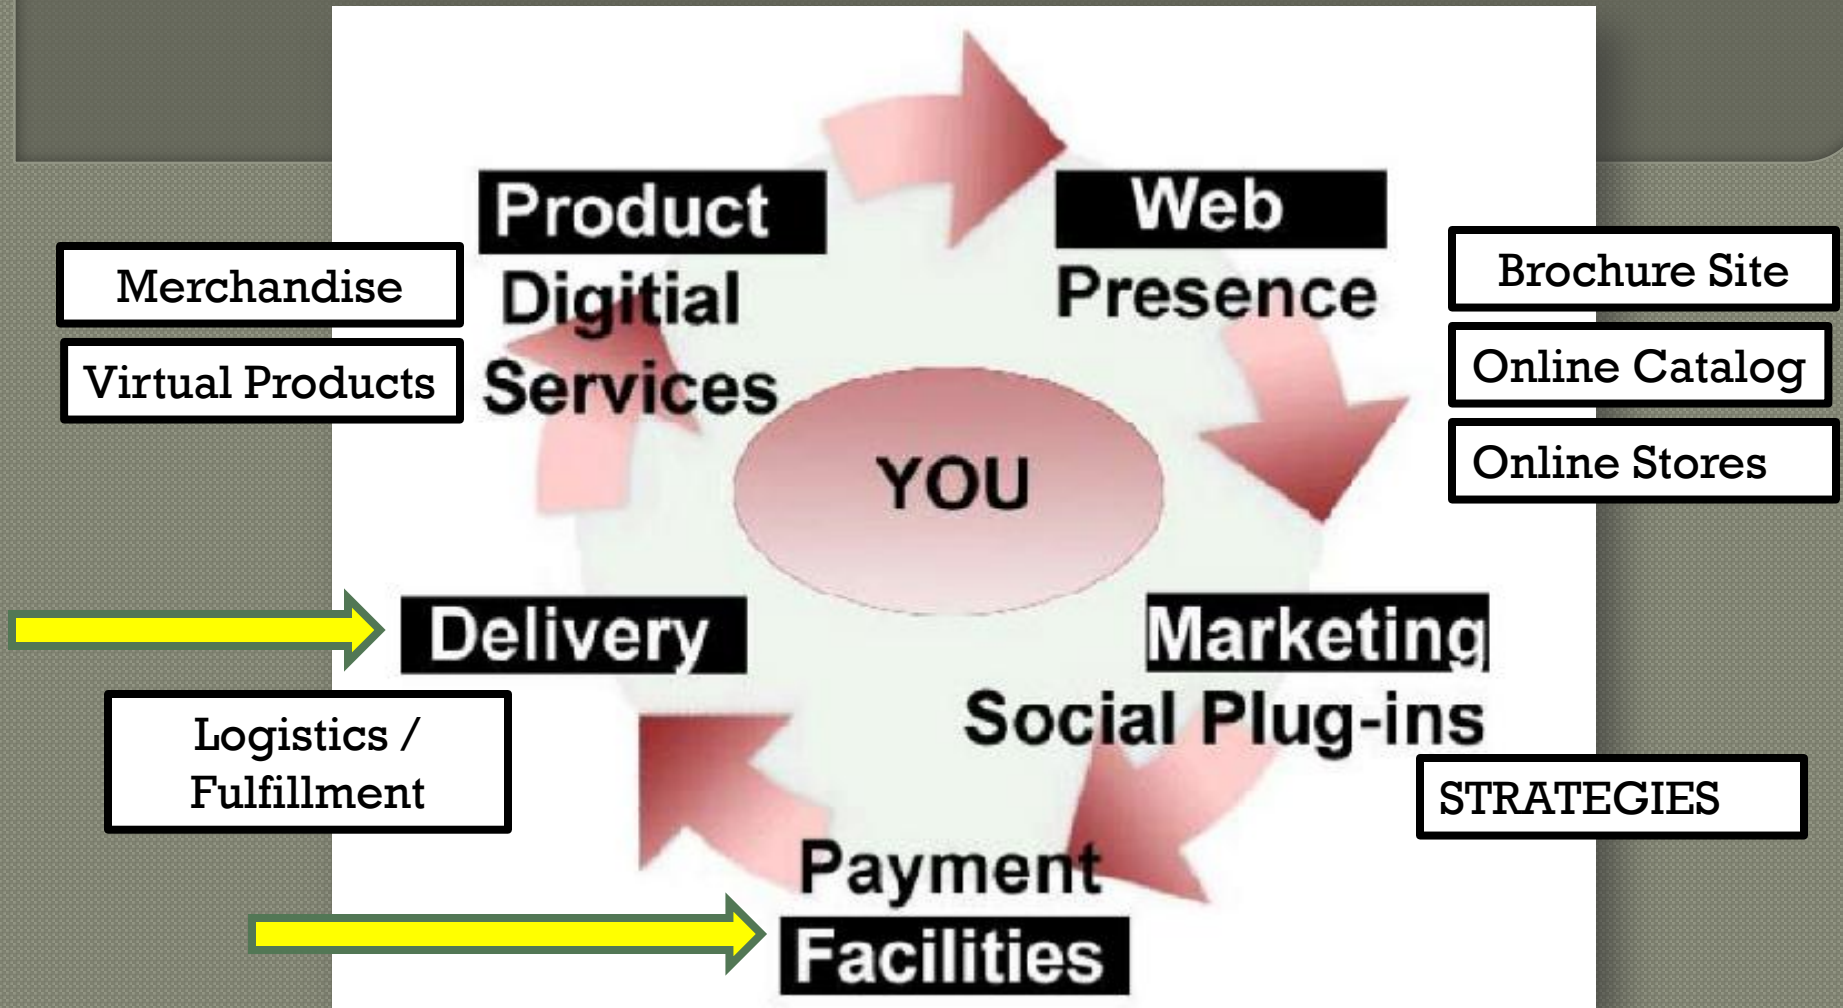 Product
Digitial
Services
Merchandise
Virtual Products
Web
Presence
Brochure Site
Online Catalog
Online Stores
YOU
Delivery
Logistics /
Fulfillment
Marketing
Social Plug-ins
STRATEGIES
Payment
Facilities